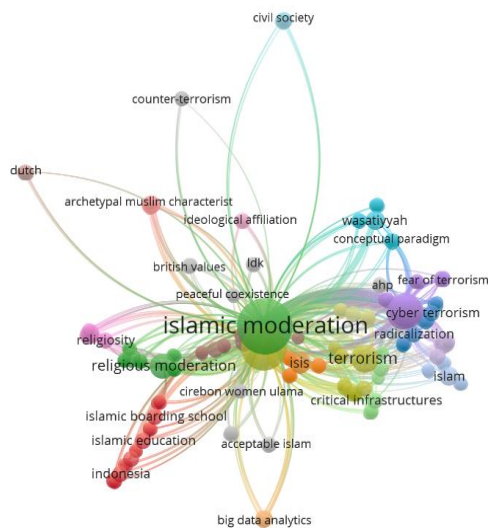 civil society
counter-terrorism
dutch
archetypal muslim characterist
ideological affiliation
wasatiyyah
conceptual paradigm
british values
ldk
fear of terrorism
ahp
peaceful coexistence
cyber terrorism
islamic moderation
radicalization
religiosity
terrorism
religious moderation
isis
islam
cirebon women ulama
critical infrastructures
islamic boarding school
islamic education
acceptable islam
indonesia
big data analytics